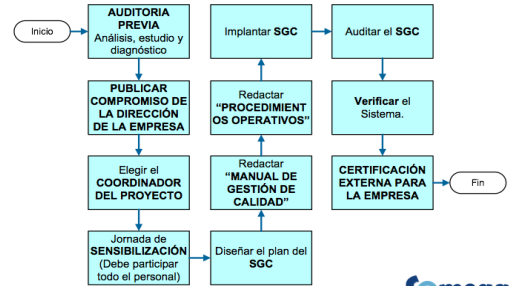 Inicio
AUDITORIA
PREVIA
Análisis, estudio y
diagnóstico
PUBLICAR
COMPROMISO DE
LA DIRECCIÓN
DE LA EMPRESA
Elegir el
COORDINADOR
DEL PROYECTO
Jornada de
SENSIBILIZACIÓN
(Debe participar
todo el personal)
Diseñar el plan del
SGC
Redactar
“MANUAL DE
GESTIÓN DE
CALIDAD”
Redactar
“PROCEDIMIENT
OS OPERATIVOS”
Implantar SGC
Auditar el SGC
Verificar el
Sistema.
CERTIFICACIÓN
EXTERNA PARA
LA EMPRESA
Fin